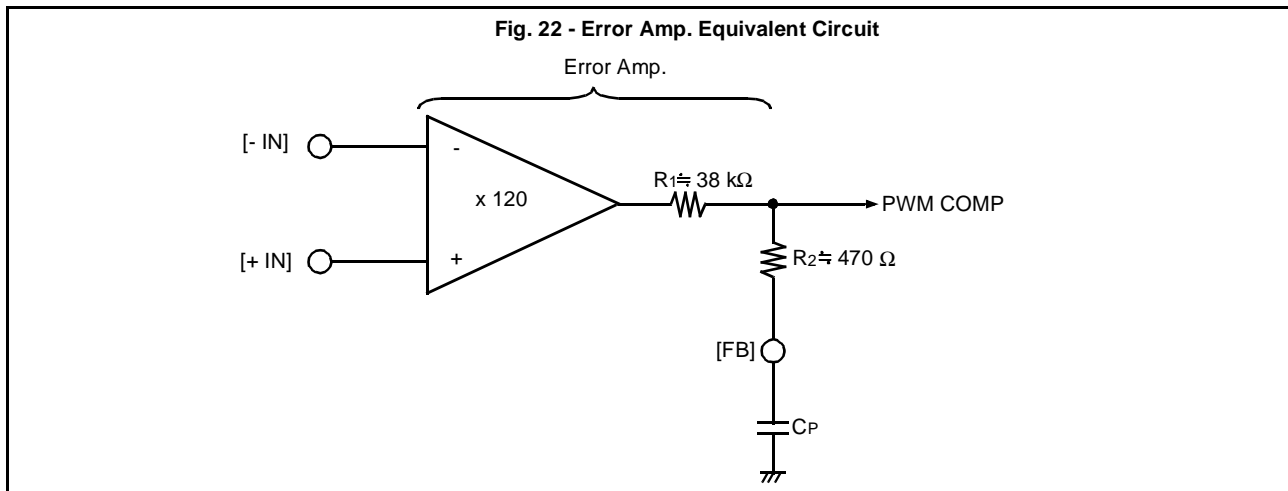 Fig. 22 - Error Amp. Equivalent Circuit
Error Amp.
[- IN]
-
x 120
R1≒ 38 kΩ
PWM COMP
[+ IN]
+
R2≒ 470 Ω
[FB]
CP